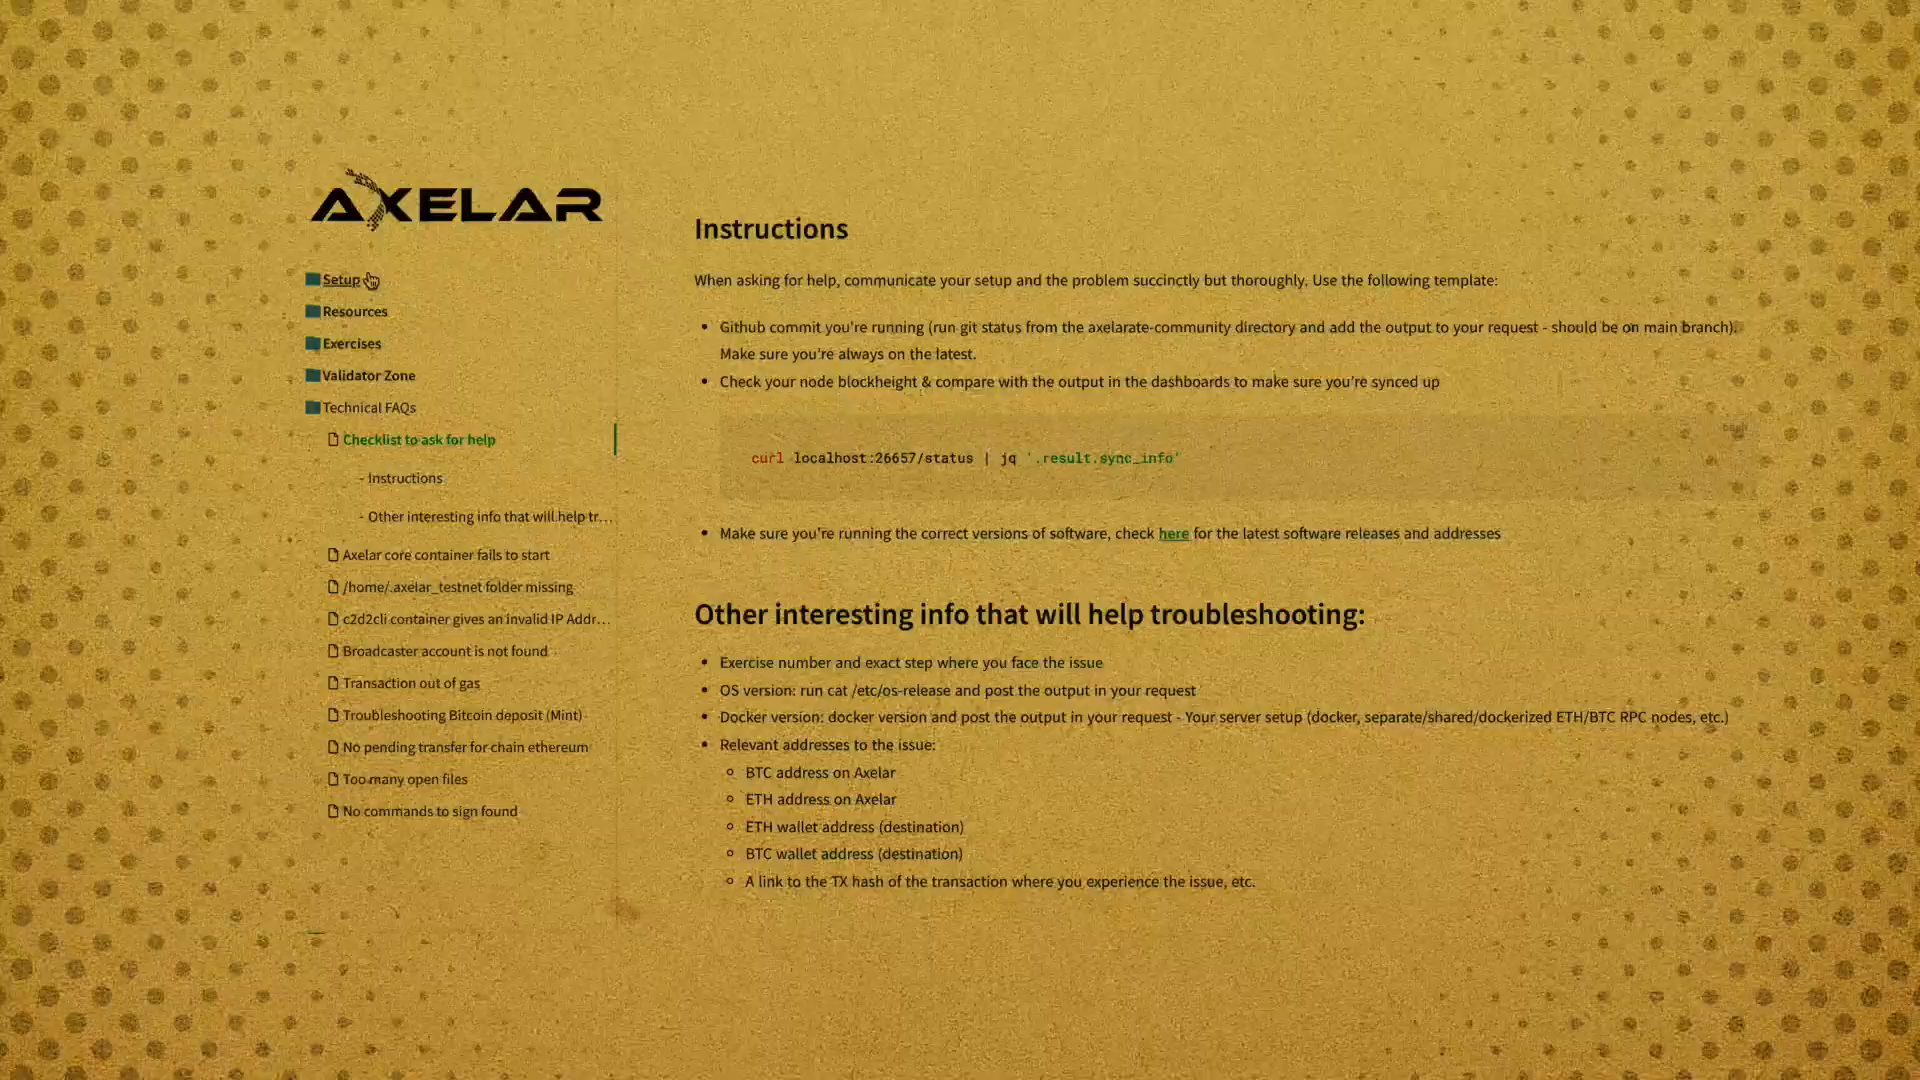 AXELAR
Setup
Resources
Exercises
Validator Zone
Technical FAQs
Checklist to ask for help
- Instructions
- Other interesting info that will help tr...
Axelar core container fails to start
/home/.axelar_testnet folder missing
c2d2cli container gives an invalid IP Addr...
Broadcaster account is not found
Transaction out of gas
Troubleshooting Bitcoin deposit (Mint)
No pending transfer for chain ethereum
Too many open files
No commands to sign found
Instructions
When asking for help, communicate your setup and the problem succinctly but thoroughly. Use the following template:
• Github commit you're running (run git status from the axelarate-community directory and add the output to your request - should be on main branch).
Make sure you're always on the latest.
• Check your node blockheight & compare with the output in the dashboards to make sure you're synced up
bash
curl localhost:26657/status | jq '.result.sync_info'
• Make sure you're running the correct versions of software, check here for the latest software releases and addresses
Other interesting info that will help troubleshooting:
• Exercise number and exact step where you face the issue
• OS version: run cat /etc/os-release and post the output in your request
• Docker version: docker version and post the output in your request - Your server setup (docker, separate/shared/dockerized ETH/BTC RPC nodes, etc.)
• Relevant addresses to the issue:
◦ BTC address on Axelar
◦ ETH address on Axelar
◦ ETH wallet address (destination)
◦ BTC wallet address (destination)
◦ A link to the TX hash of the transaction where you experience the issue, etc.